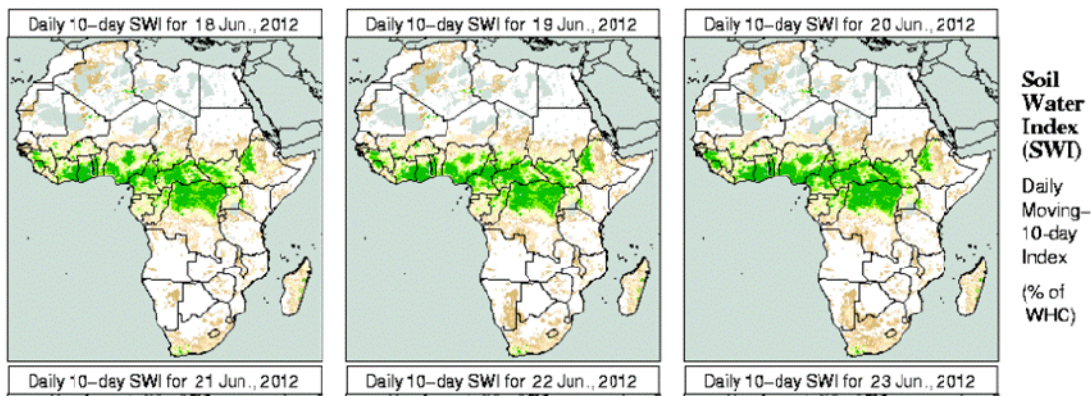 Daily 10-day SWI for 18 Jun., 2012
Daily 10-day SWI for 19 Jun., 2012
Daily 10-day SWI for 20 Jun., 2012
Soil
Water
Index
(SWI)
Daily
Moving-
10-day
Index
(% of
WHC)
Daily 10-day SWI for 21 Jun., 2012
Daily 10-day SWI for 22 Jun., 2012
Daily 10-day SWI for 23 Jun., 2012